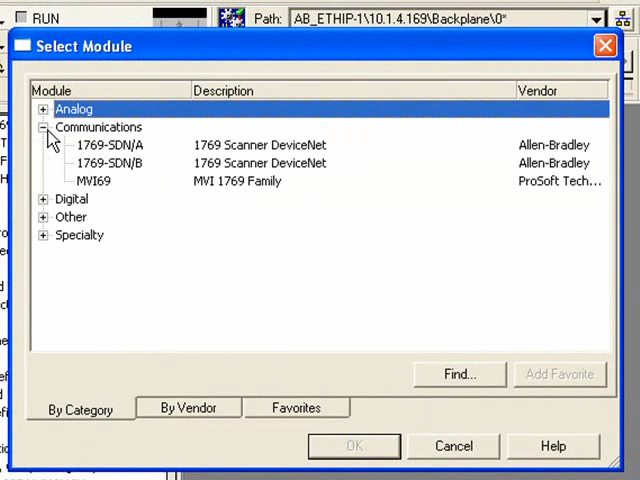 RUN
Path: AB_ETHIP-1\10.1.4.169\Backplane\0*
Select Module
Module Description Vendor
Analog
Communications
1769-SDN/A 1769 Scanner DeviceNet Allen-Bradley
1769-SDN/B 1769 Scanner DeviceNet Allen-Bradley
MVI69 MVI 1769 Family ProSoft Tech...
Digital
Other
Specialty
Find... Add Favorite
By Category By Vendor Favorites
OK Cancel Help